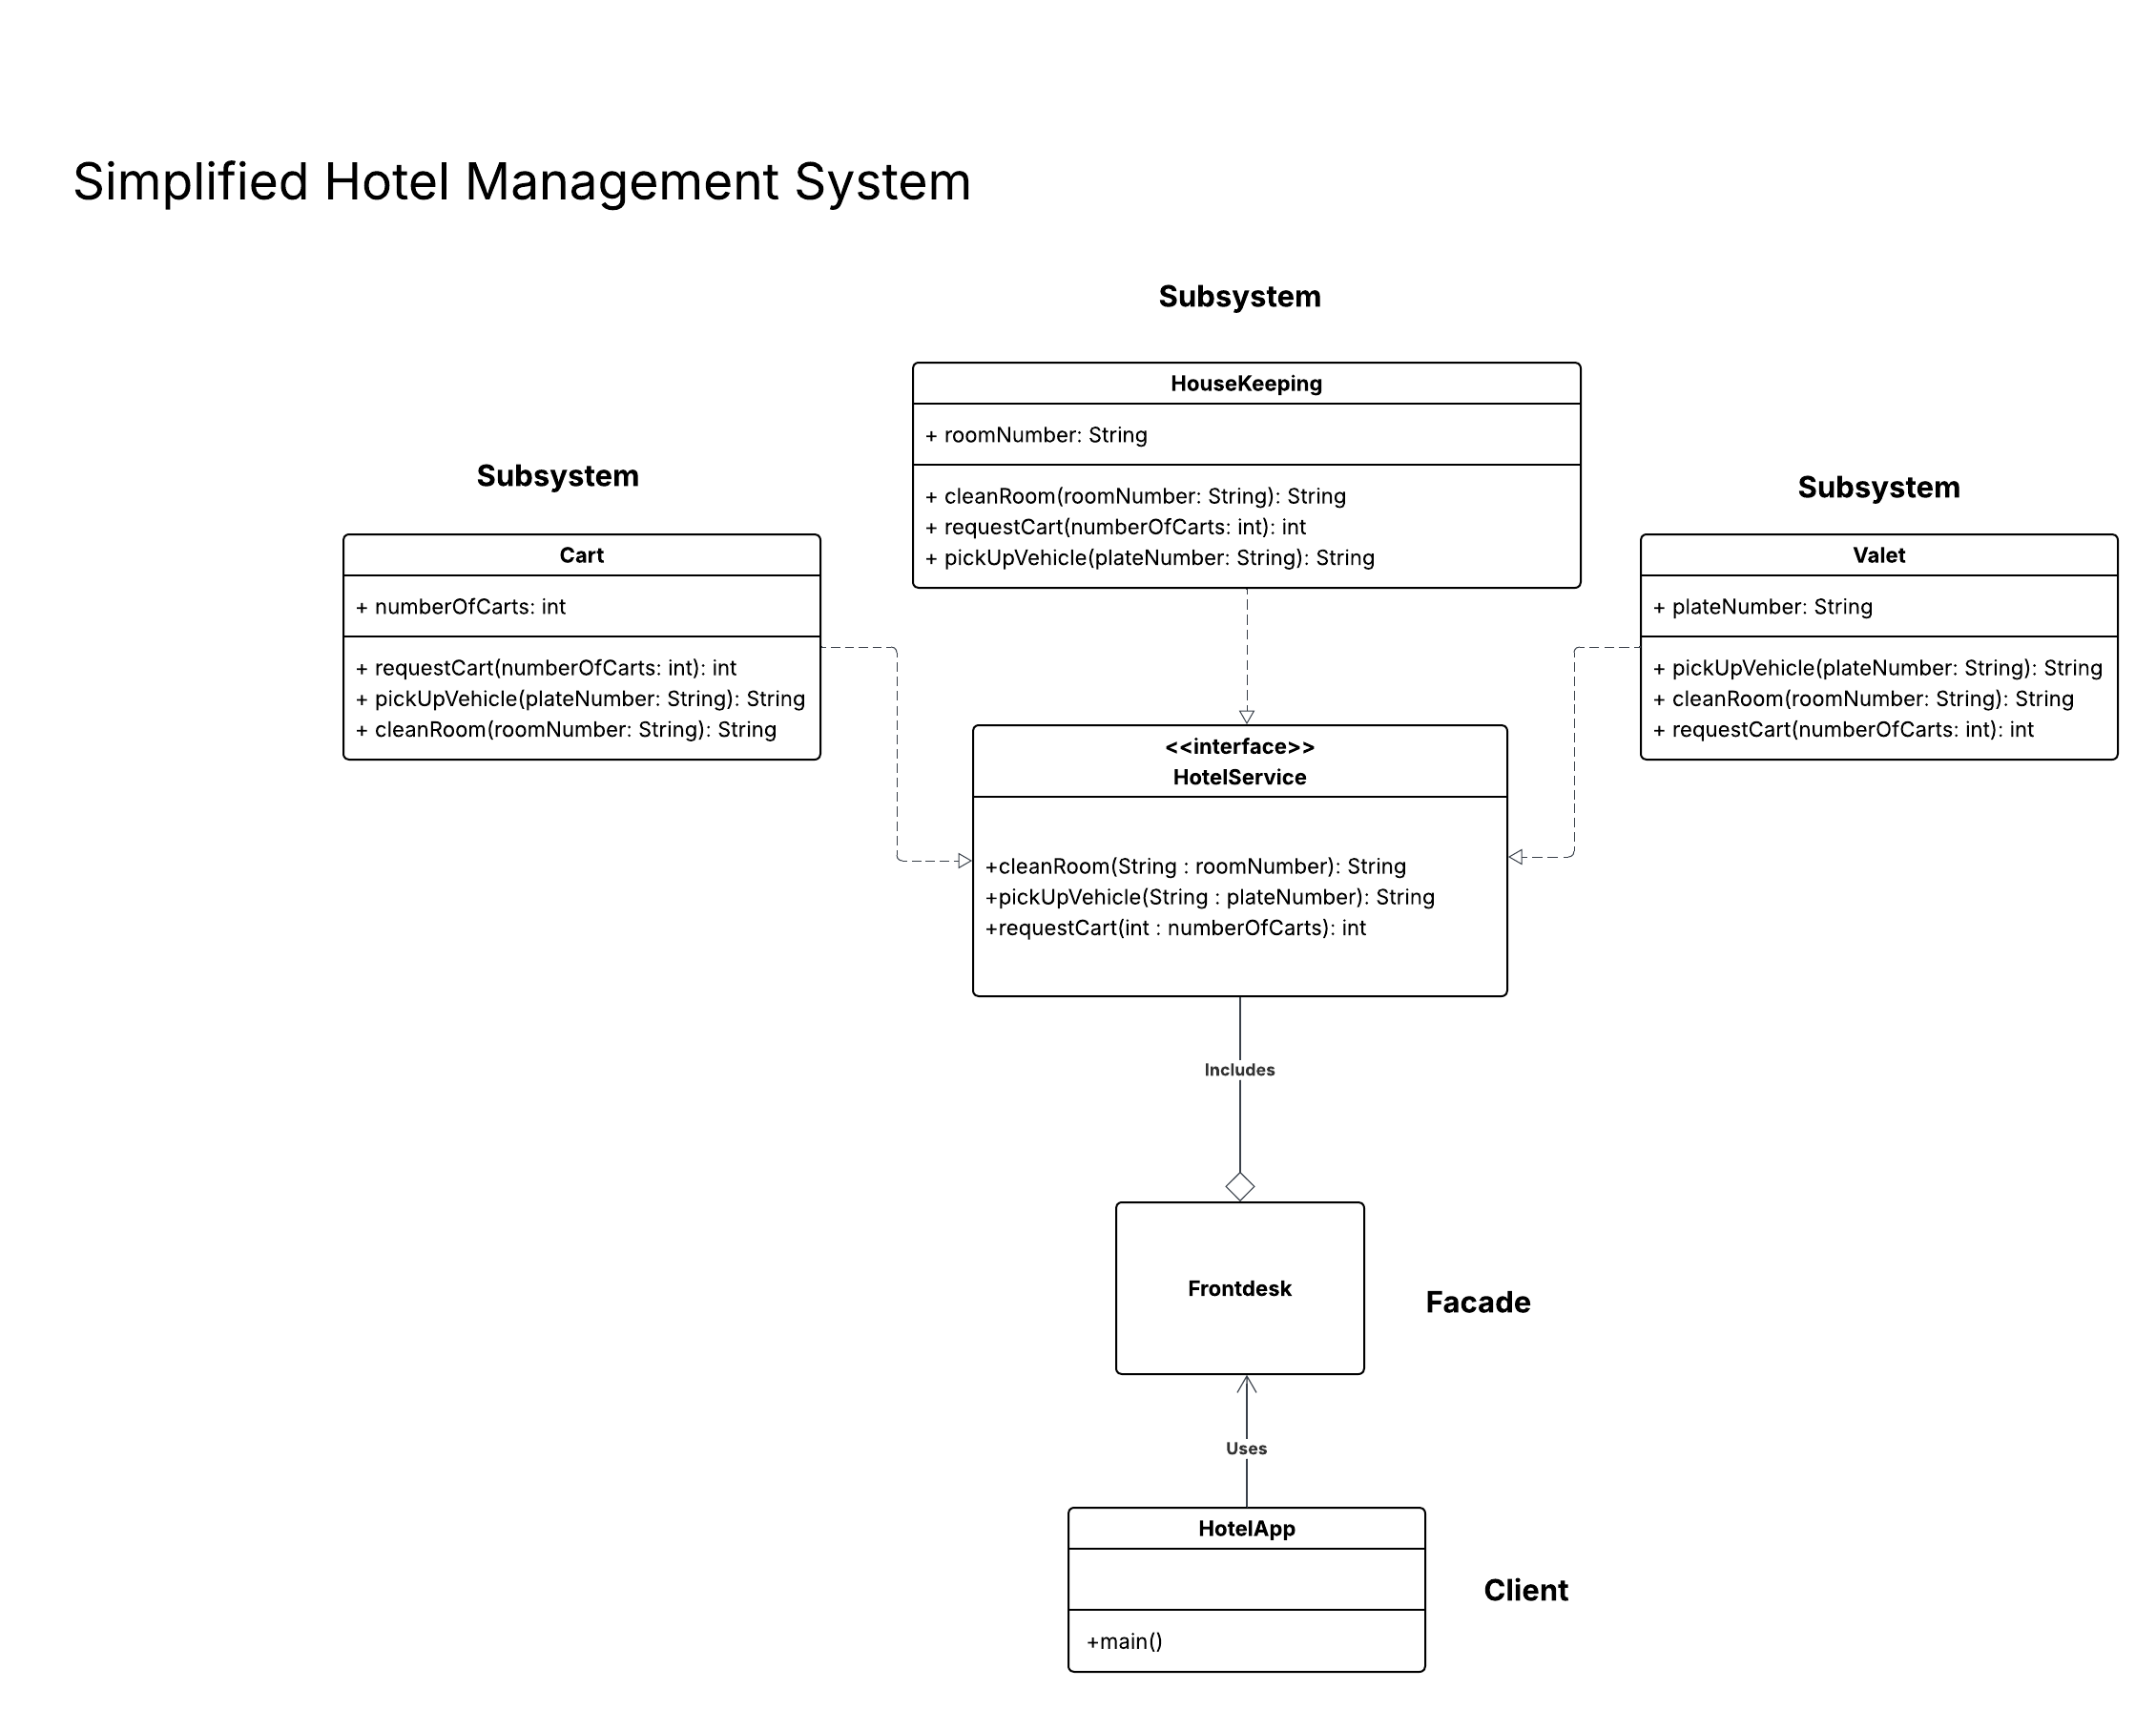 Simplified Hotel Management System
Subsystem
HouseKeeping
+ roomNumber: String
+ cleanRoom(roomNumber: String): String
+ requestCart(numberOfCarts: int): int
+ pickUpVehicle(plateNumber: String): String
Subsystem
Cart
+ numberOfCarts: int
+ requestCart(numberOfCarts: int): int
+ pickUpVehicle(plateNumber: String): String
+ cleanRoom(roomNumber: String): String
Subsystem
Valet
+ plateNumber: String
+ pickUpVehicle(plateNumber: String): String
+ cleanRoom(roomNumber: String): String
+ requestCart(numberOfCarts: int): int
<<interface>>
HotelService
+cleanRoom(String : roomNumber): String
+pickUpVehicle(String : plateNumber): String
+requestCart(int : numberOfCarts): int
Includes
Frontdesk
Facade
Uses
HotelApp
Client
+main()